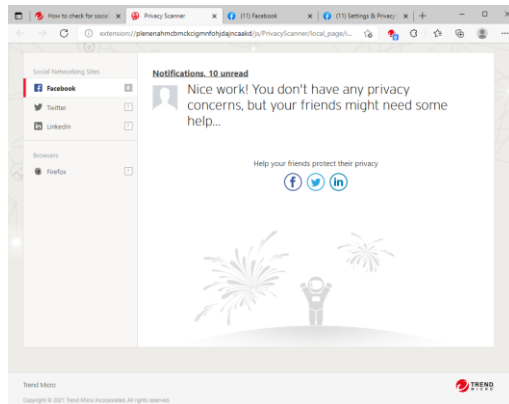 How to check for social
Privacy Scanner
(11) Facebook
(11) Settings & Privacy
extension://plenenahmcbmckcigmnfohjdajncaakd/js/PrivacyScanner/local_page/i...
Social Networking Sites
Facebook
0
Twitter
?
LinkedIn
?
Browsers
Firefox
?
Notifications, 10 unread
Nice work! You don't have any privacy
concerns, but your friends might need some
help...
Help your friends protect their privacy
Trend Micro
TREND
MICRO
Copyright © 2021 Trend Micro Incorporated. All rights reserved.